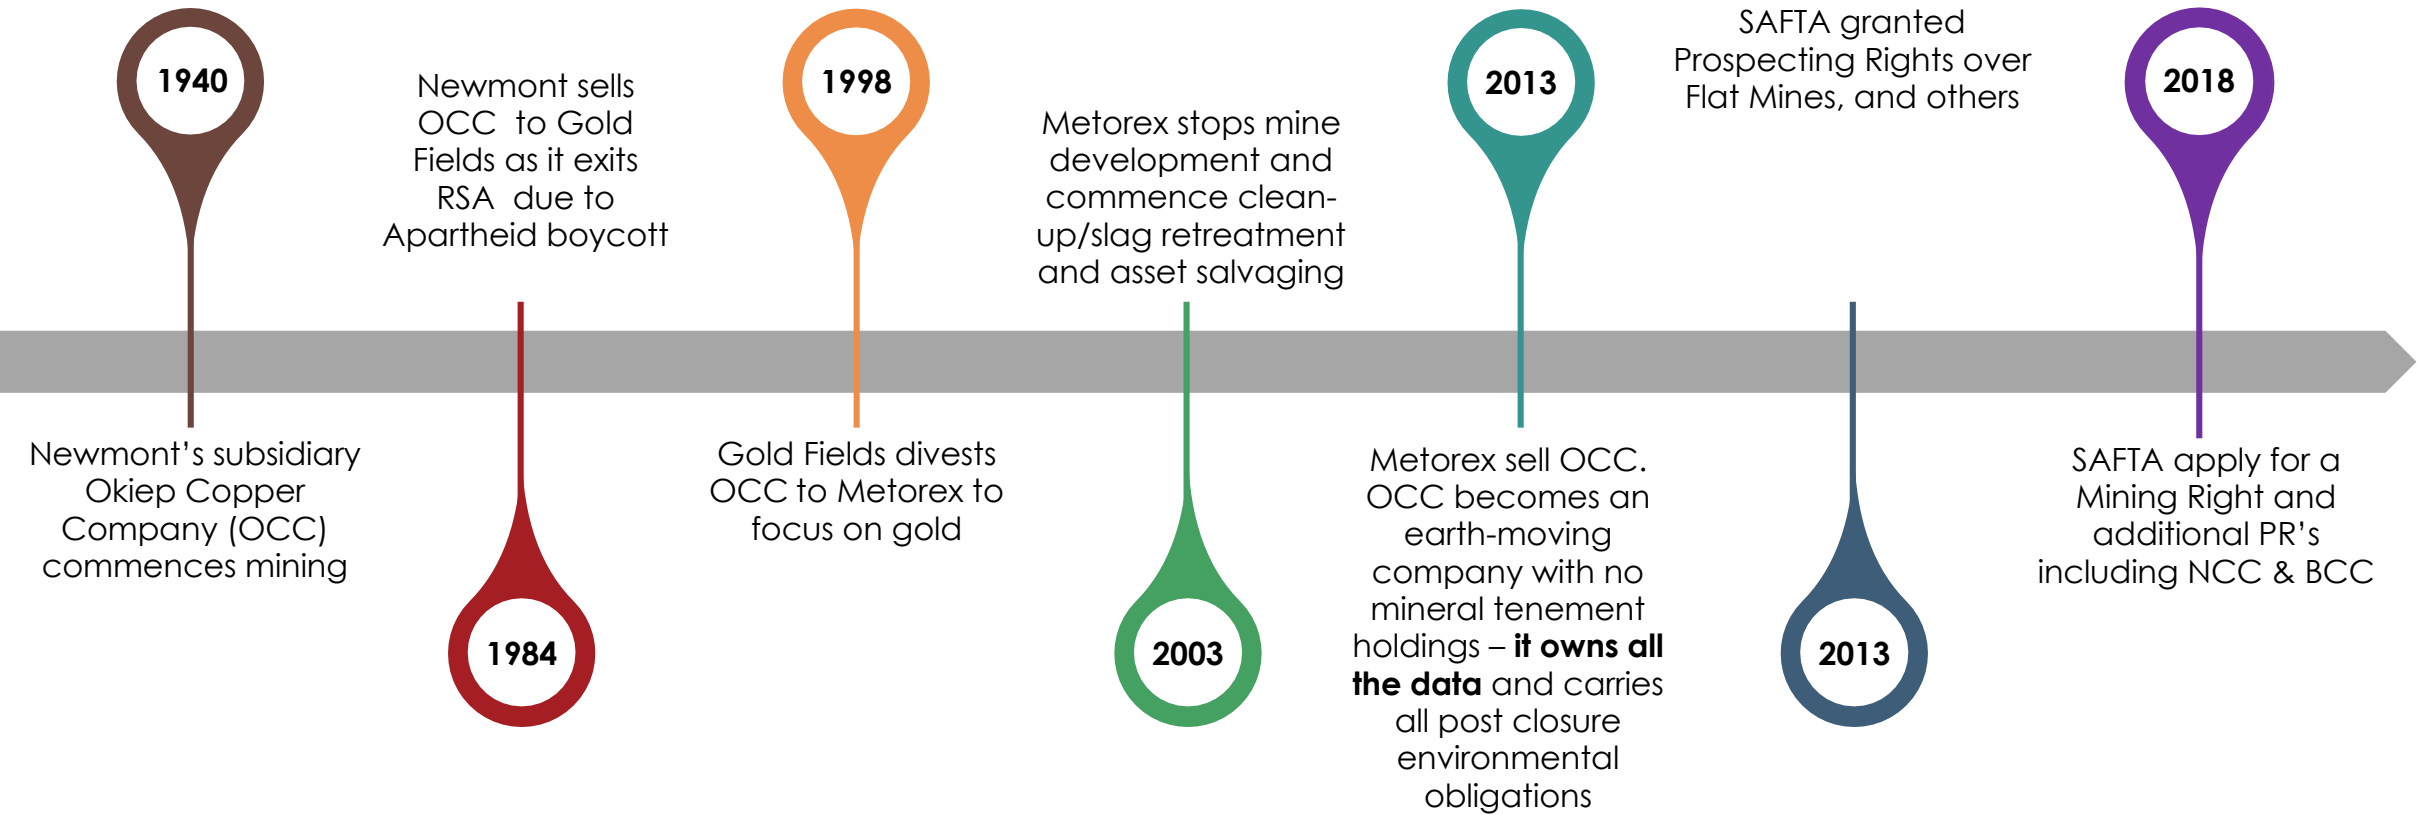 1940
Newmont’s subsidiary
Okiep Copper
Company (OCC)
commences mining
Newmont sells
OCC  to Gold
Fields as it exits
RSA  due to
Apartheid boycott
1984
1998
Gold Fields divests
OCC to Metorex to
focus on gold
Metorex stops mine
development and
commence clean-
up/slag retreatment
and asset salvaging
2003
2013
Metorex sell OCC.
OCC becomes an
earth-moving
company with no
mineral tenement
holdings – it owns all
the data and carries
all post closure
environmental
obligations
SAFTA granted
Prospecting Rights over
Flat Mines, and others
2013
2018
SAFTA apply for a
Mining Right and
additional PR’s
including NCC & BCC